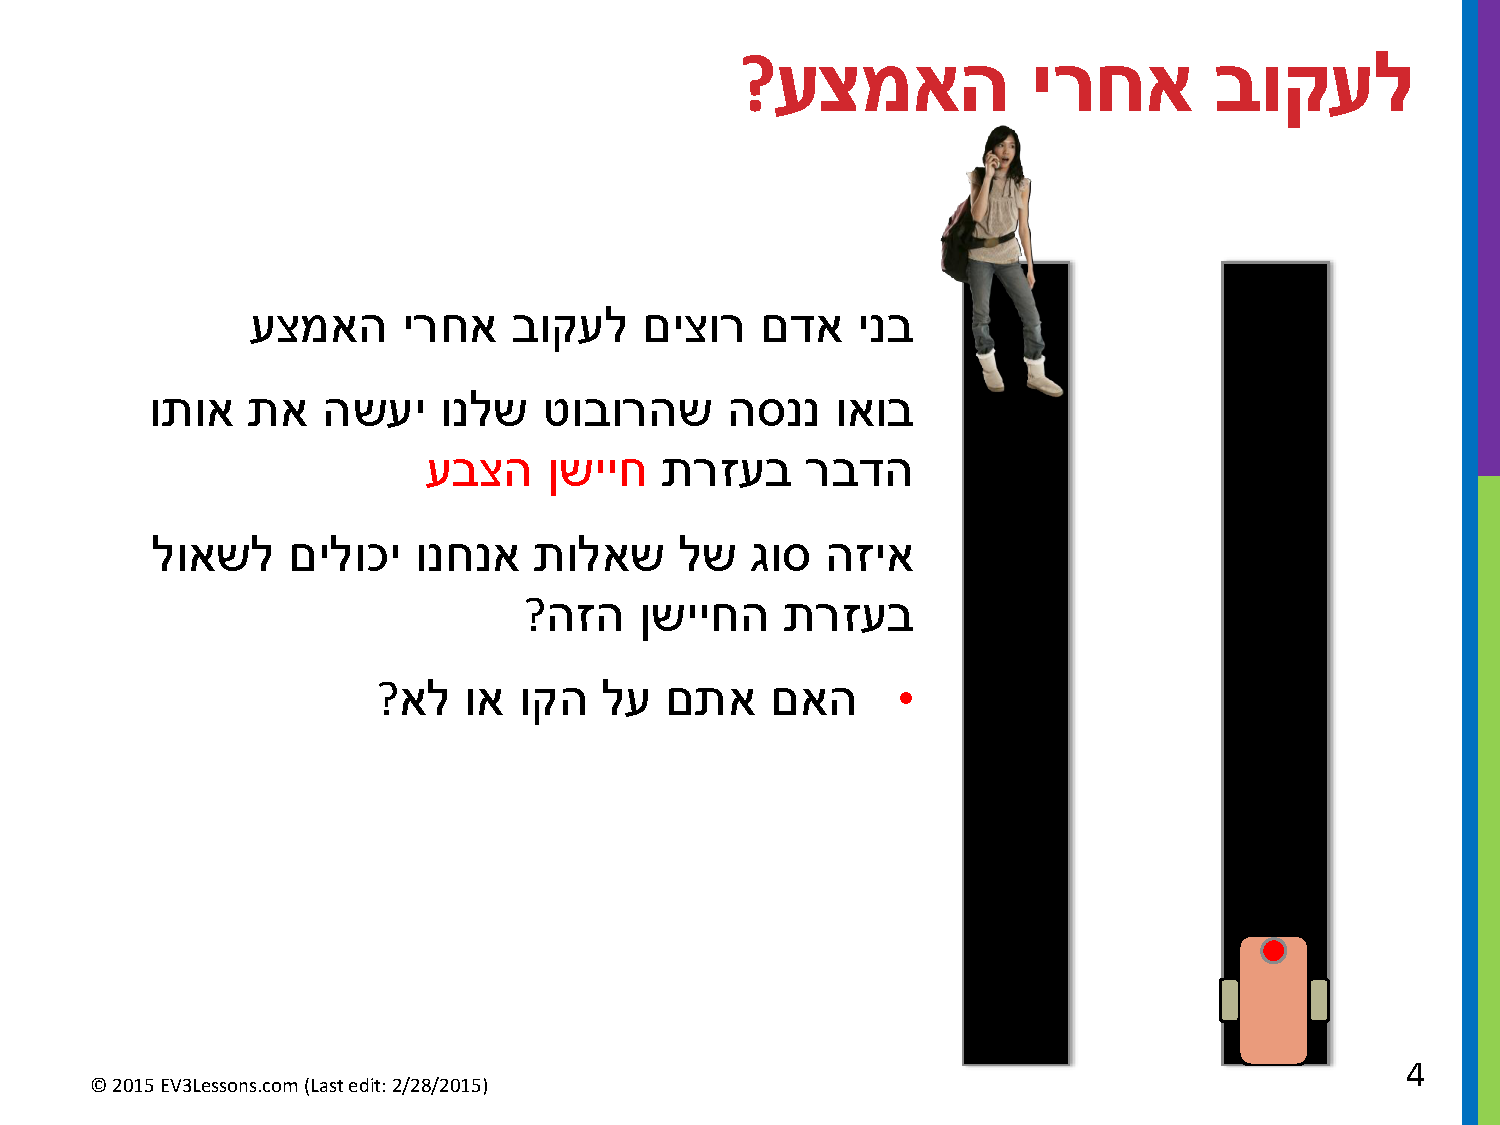 לעקוב אחרי האמצע?
בני אדם רוצים לעקוב אחרי האמצע
בואו ננסה שהרובוט שלנו יעשה את אותו
הדבר בעזרת חיישן הצבע
איזה סוג של שאלות אנחנו יכולים לשאול
בעזרת החיישן הזה?
• האם אתם על הקו או לא?
© 2015 EV3Lessons.com (Last edit: 2/28/2015)
4